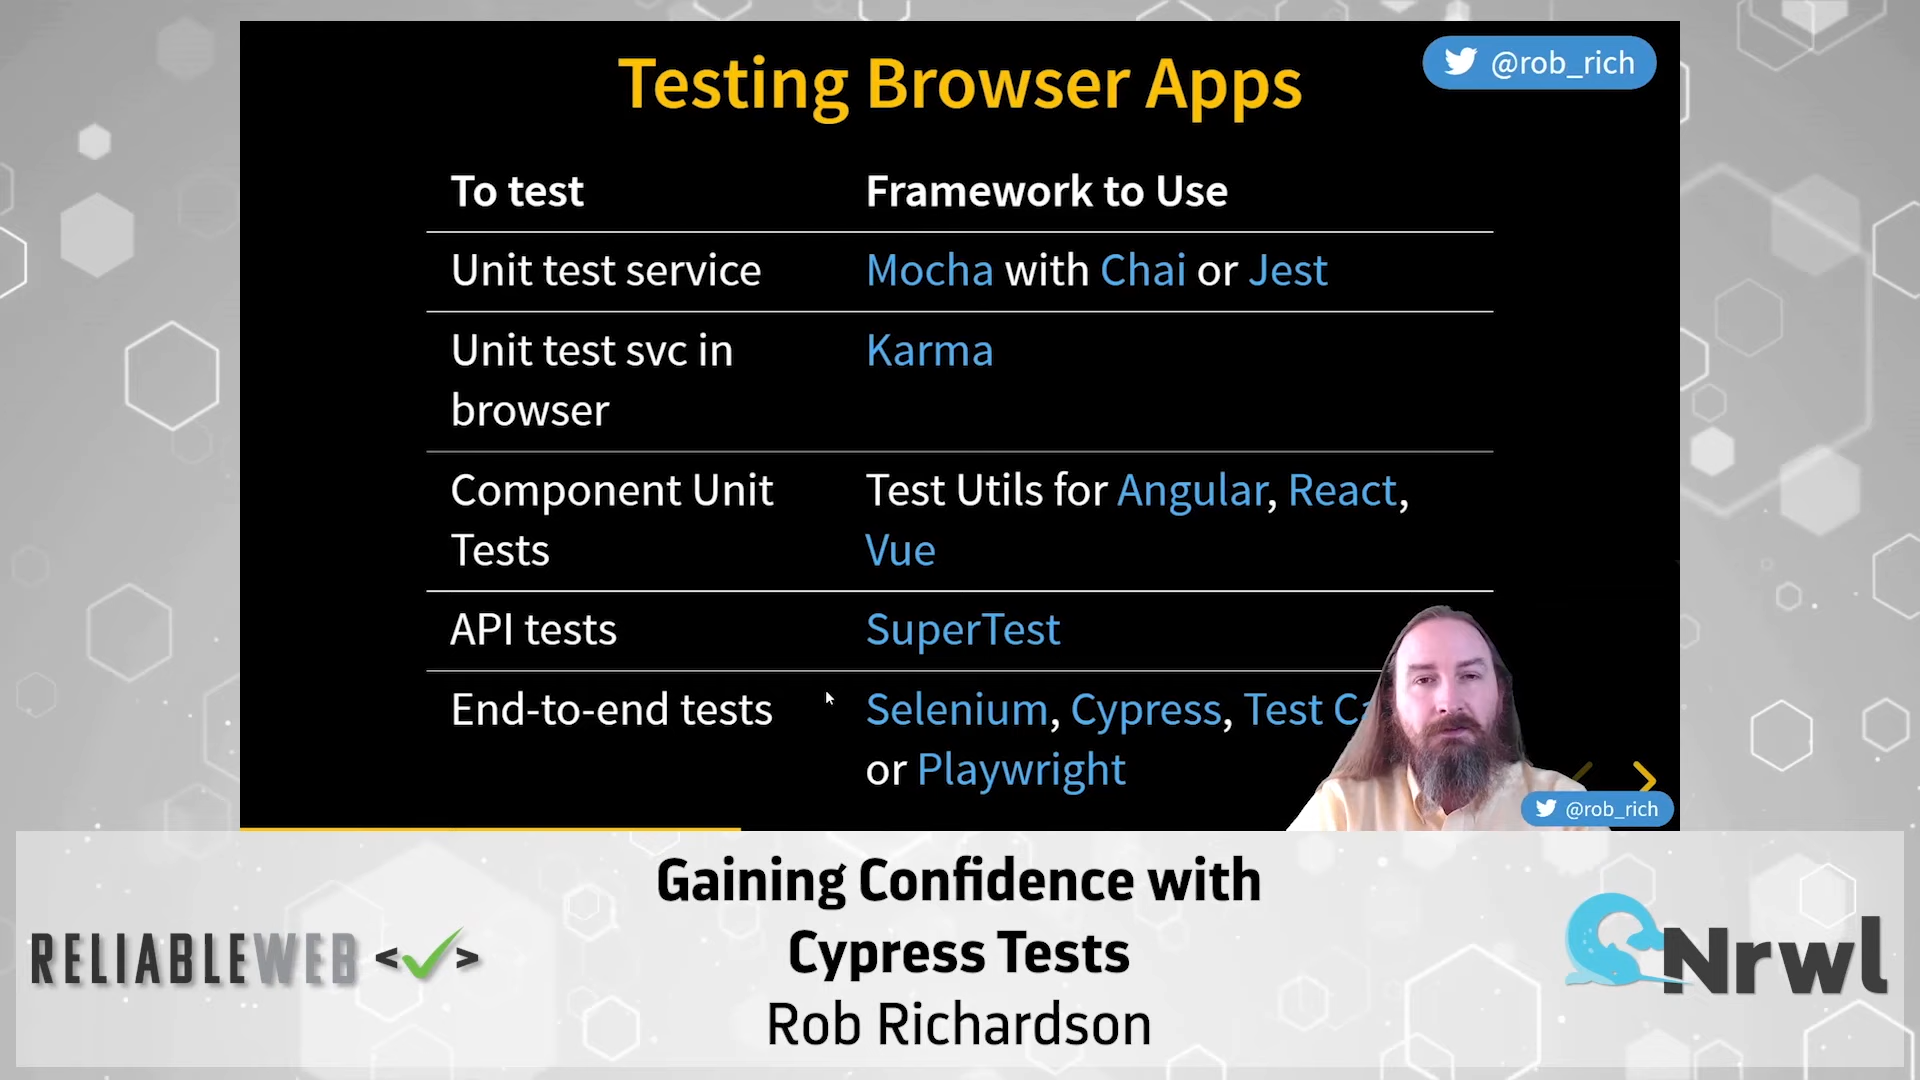 Testing Browser Apps
@rob_rich
To test Framework to Use
Unit test service Mocha with Chai or Jest
Unit test svc in
browser
Karma
Component Unit
Tests
Test Utils for Angular, React,
Vue
API tests SuperTest
End-to-end tests Selenium, Cypress, Test
or Playwright
@rob_rich
Gaining Confidence with
Cypress Tests
Rob Richardson
RELIABLEWEB <✓>
Nrwl